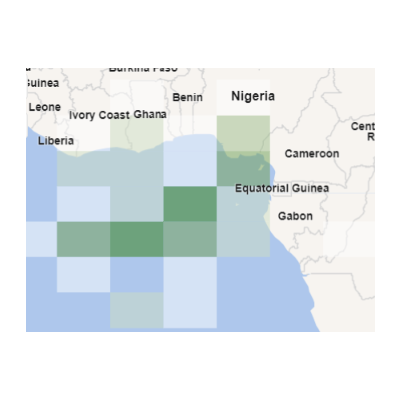 Burkina Faso
Guinea
Benin
Nigeria
Leone
Ivory Coast
Ghana
Cent
R
Liberia
Cameroon
Equatorial Guinea
Gabon